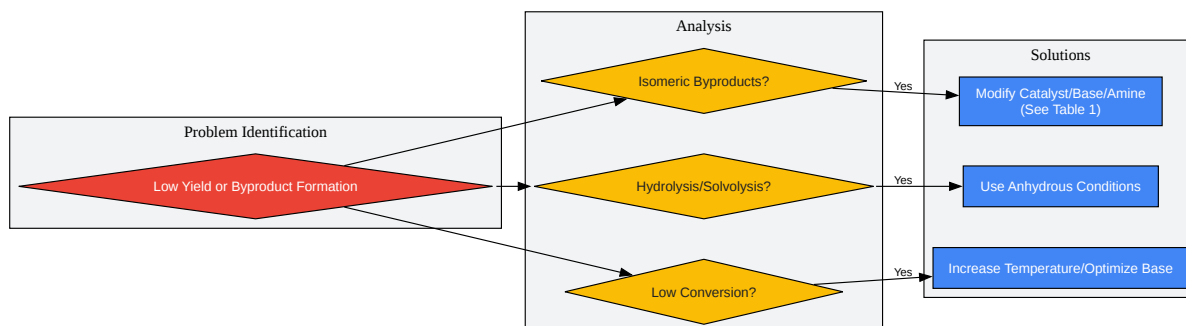 Problem Identification
Low Yield or Byproduct Formation
Analysis
Isomeric Byproducts?
Hydrolysis/Solvolysis?
Low Conversion?
Yes
Yes
Yes
Solutions
Modify Catalyst/Base/Amine
(See Table 1)
Use Anhydrous Conditions
Increase Temperature/Optimize Base